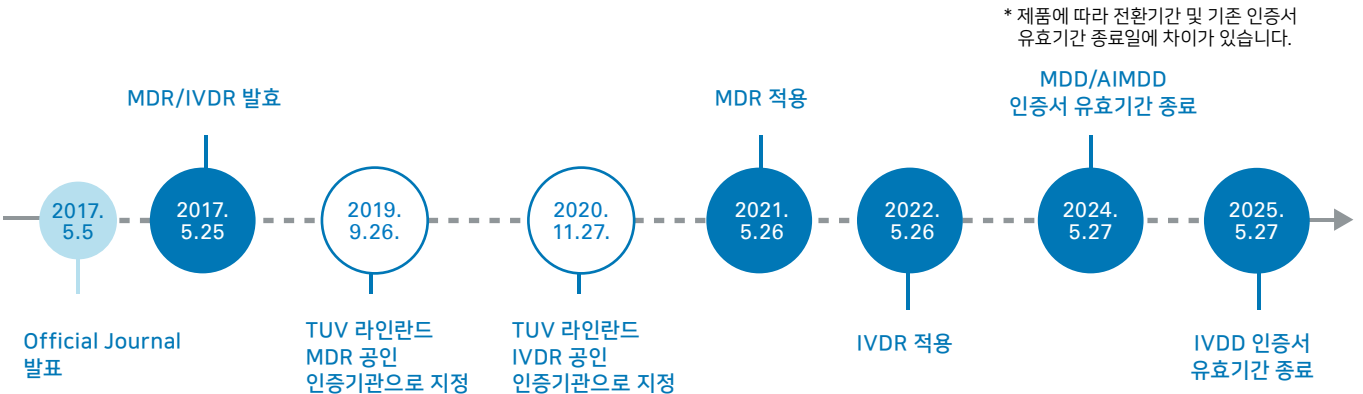 * 제품에 따라 전환기간 및 기존 인증서
유효기간 종료일에 차이가 있습니다.
MDR/IVDR 발효
MDR 적용
MDD/AIMDD
인증서 유효기간 종료
2017.
5.5
2017.
5.25
2019.
9.26.
2020.
11.27.
2021.
5.26
2022.
5.26
2024.
5.27
2025.
5.27
Official Journal
발표
TUV 라인란드
MDR 공인
인증기관으로 지정
TUV 라인란드
IVDR 공인
인증기관으로 지정
IVDR 적용
IVDD 인증서
유효기간 종료